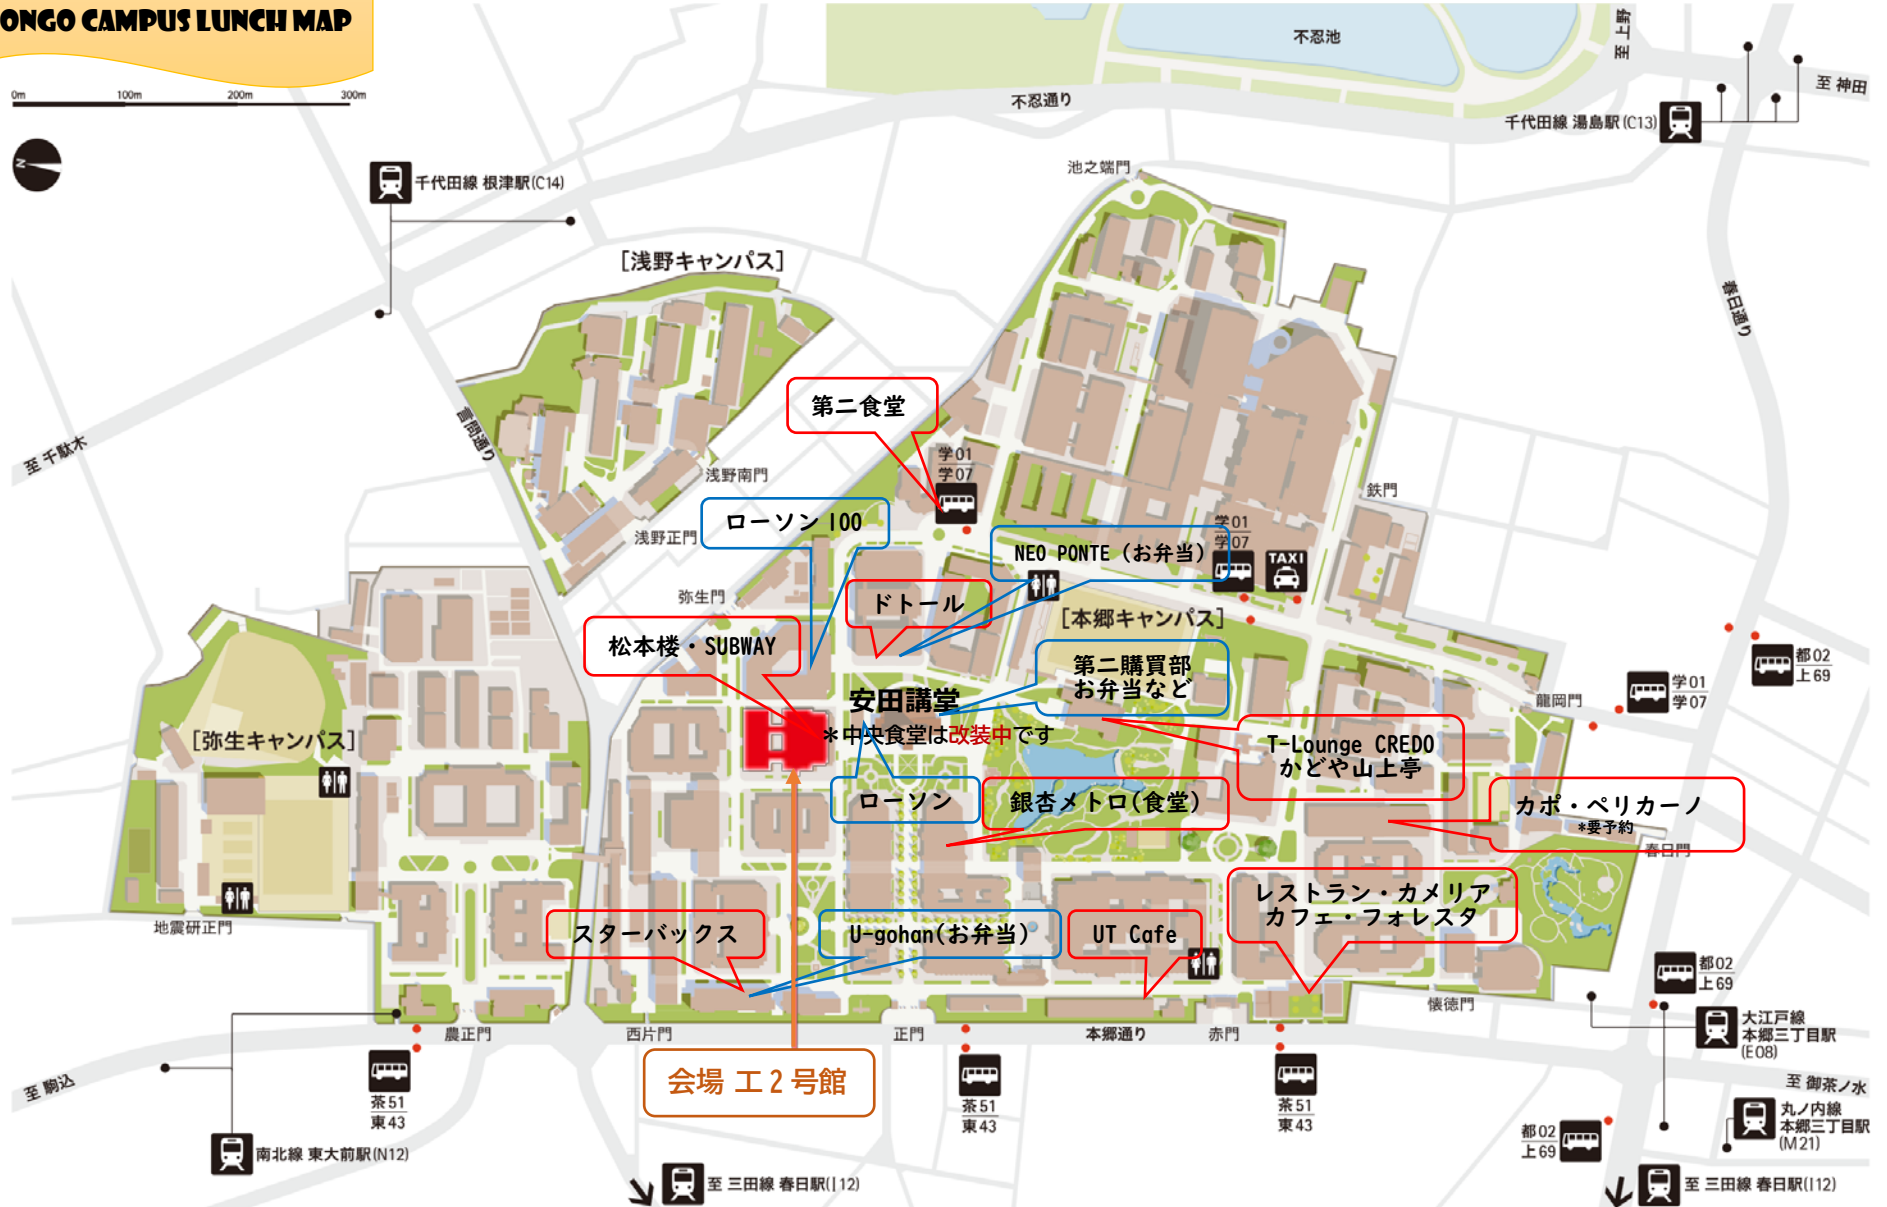 ONGO CAMPUS LUNCH MAP
0m 100m 200m 300m
N
不忍池
至 上野
至 神田
不忍通り
千代田線 湯島駅(C13)
池之端門
千代田線 根津駅(C14)
[浅野キャンパス]
春日通り
言問通り
至 千駄木
第二食堂
学01
学07
浅野南門
鉄門
ローソン100
浅野正門
NEO PONTE (お弁当)
学01
学07
TAXI
弥生門
ドトール
[本郷キャンパス]
松本楼・SUBWAY
第二購買部
お弁当など
都02
上69
学01
学07
龍岡門
安田講堂
*中央食堂は改装中です
[弥生キャンパス]
T-Lounge CREDO
かどや山上亭
ローソン
銀杏メトロ(食堂)
カポ・ペリカーノ
*要予約
春日門
レストラン・カメリア
カフェ・フォレスタ
スターバックス
U-gohan(お弁当)
UT Cafe
地震研正門
都02
上69
懐徳門
農正門
西片門
正門
本郷通り
赤門
大江戸線
本郷三丁目駅
(E08)
会場 工2号館
至 駒込
茶51
東43
茶51
東43
茶51
東43
至 御茶ノ水
丸ノ内線
本郷三丁目駅
(M21)
都02
上69
南北線 東大前駅(N12)
至 三田線 春日駅(I12)
至 三田線 春日駅(I12)